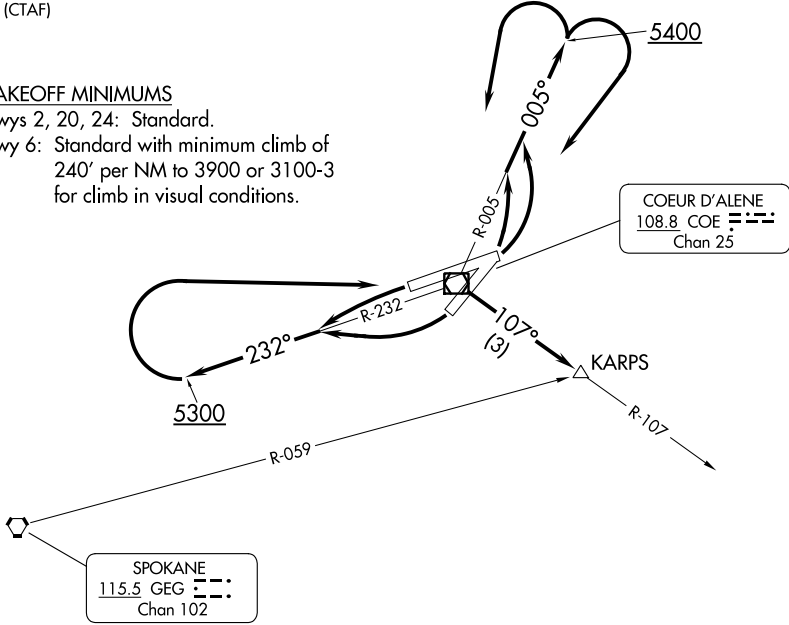 (CTAF)
AKEOFF MINIMUMS
wys 2, 20, 24: Standard.
wy 6: Standard with minimum climb of
240' per NM to 3900 or 3100-3
for climb in visual conditions.
5400
005°
R-005
COEUR D'ALENE
108.8 COE
Chan 25
R-232
232°
5300
107°
(3)
KARPS
R-107
R-059
SPOKANE
115.5 GEG
Chan 102